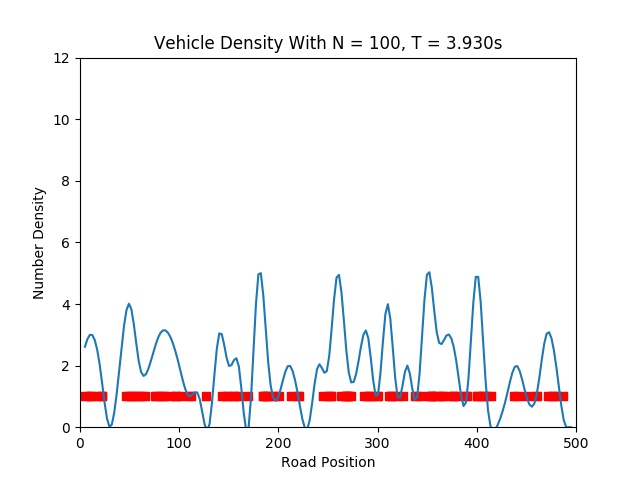 Vehicle Density With N = 100, T = 3.930s
12
10
8
6
4
2
0
Number Density
0 100 200 300 400 500
Road Position